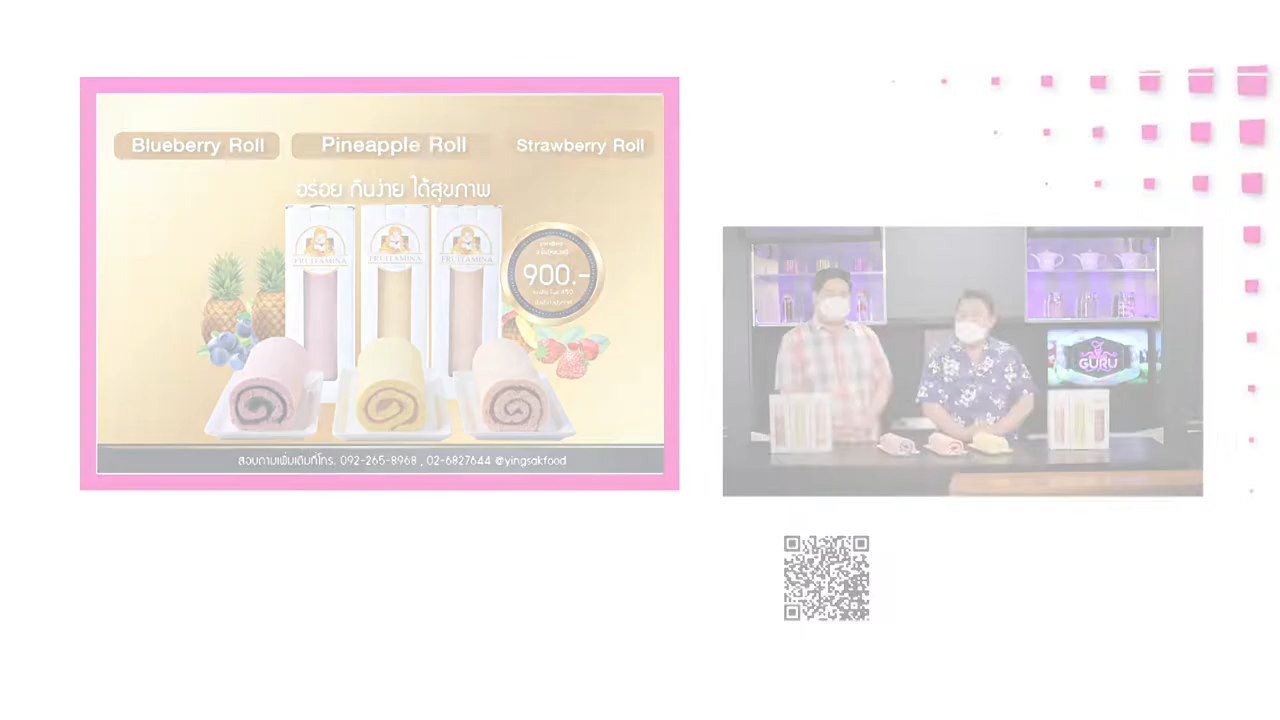 Blueberry Roll
Pineapple Roll
Strawberry Roll
อร่อย กินง่าย ได้สุขภาพ
FRUITAMINA
FRUITAMINA
FRUITAMINA
900.-
สอบถามเพิ่มเติมที่โทร. 092-265-8968 , 02-6827644 @yingsakfood
GURU